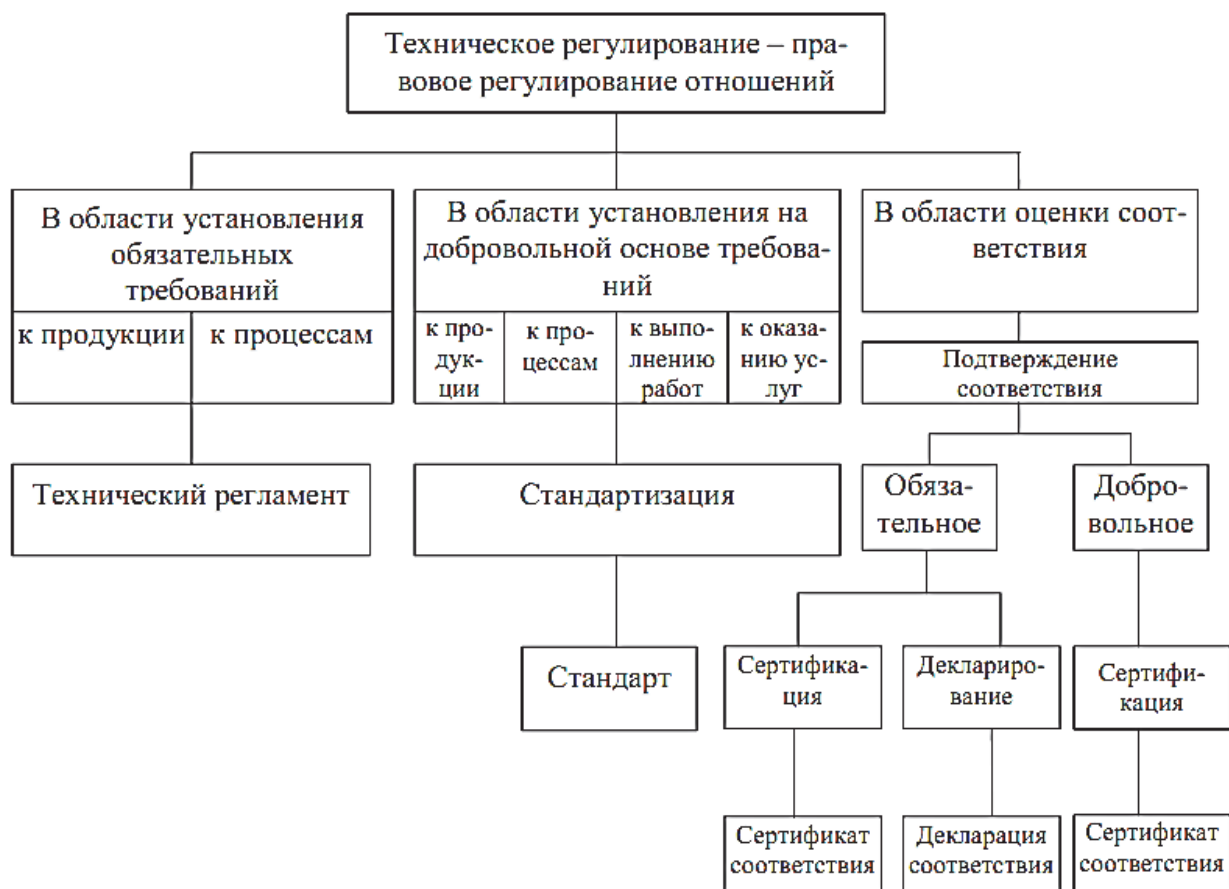 Техническое регулирование – пра-
вовое регулирование отношений
В области установления
обязательных
требований
к продукции
к процессам
Технический регламент
В области установления на
добровольной основе требова-
ний
к про-
дук-
ции
к про-
цессам
к выпо-
лнению
работ
к оказа-
нию ус-
луг
Стандартизация
Стандарт
В области оценки соот-
ветствия
Подтверждение
соответствия
Обяза-
тельное
Добро-
вольное
Сертифика-
ция
Деклариро-
вание
Сертифи-
кация
Сертификат
соответствия
Декларация
соответствия
Сертификат
соответствия